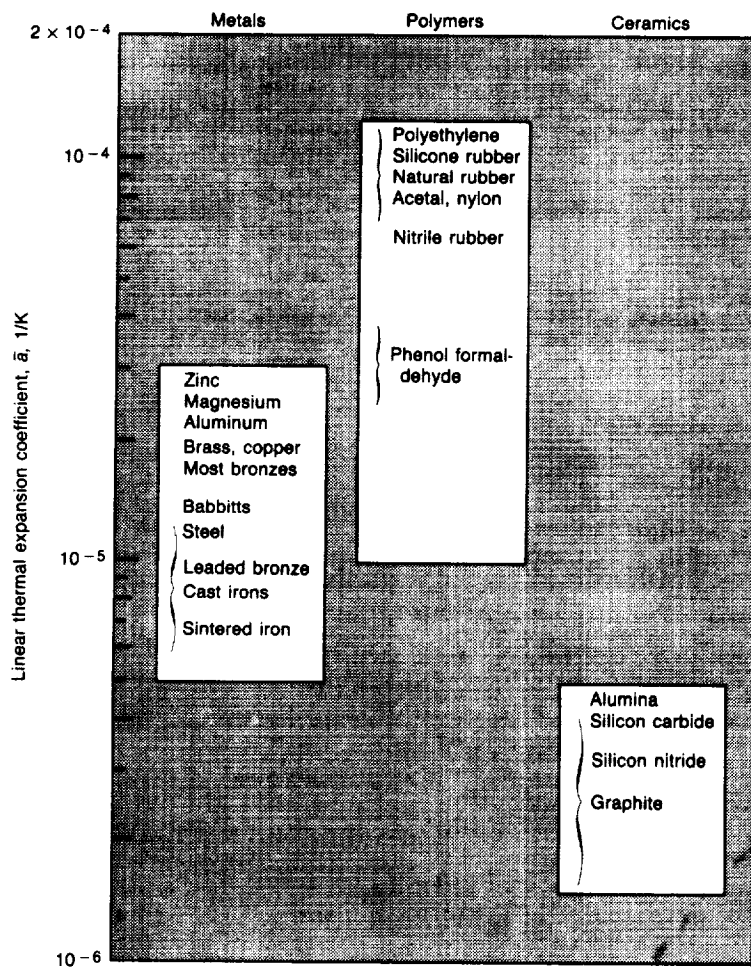 Metals Polymers Ceramics
2 × 10−4
10−4
10−5
10−6
Linear thermal expansion coefficient, ā, 1/K
Zinc
Magnesium
Aluminum
Brass, copper
Most bronzes
Babbitts
Steel
Leaded bronze
Cast irons
Sintered iron
Polyethylene
Silicone rubber
Natural rubber
Acetal, nylon
Nitrile rubber
Phenol formal-
dehyde
Alumina
Silicon carbide
Silicon nitride
Graphite